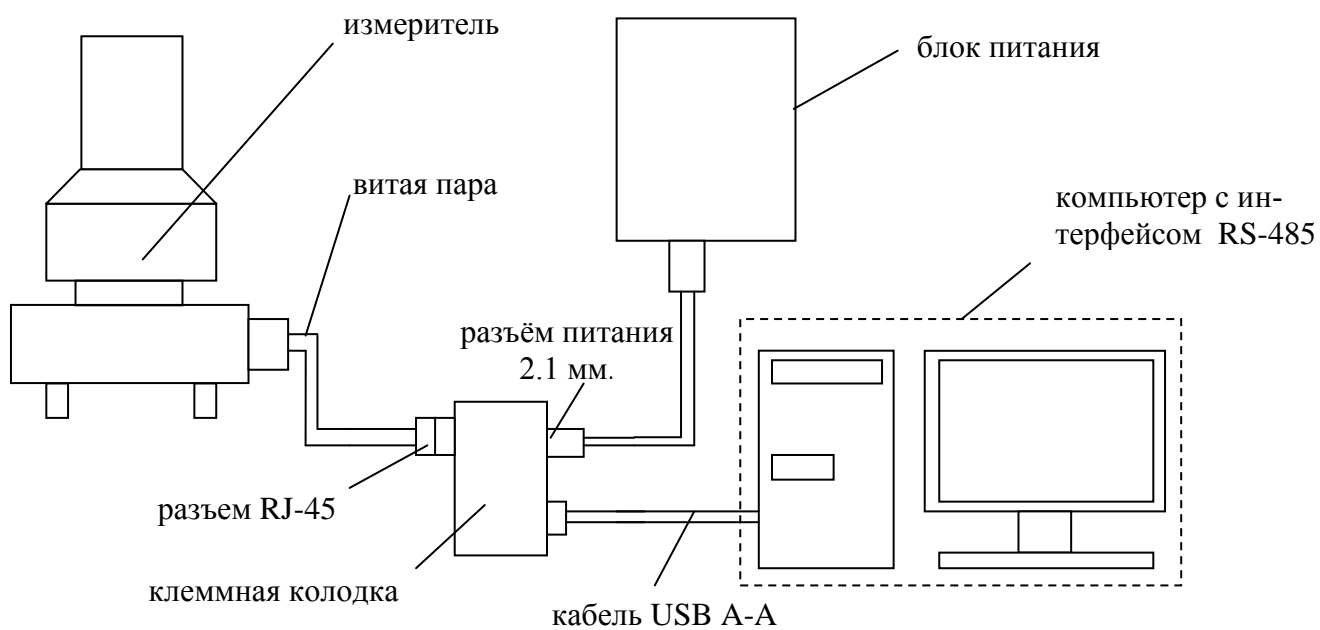 измеритель
блок питания
витая пара
компьютер с ин-
терфейсом RS-485
разъём питания
2.1 мм.
разъем RJ-45
клеммная колодка
кабель USB A-A